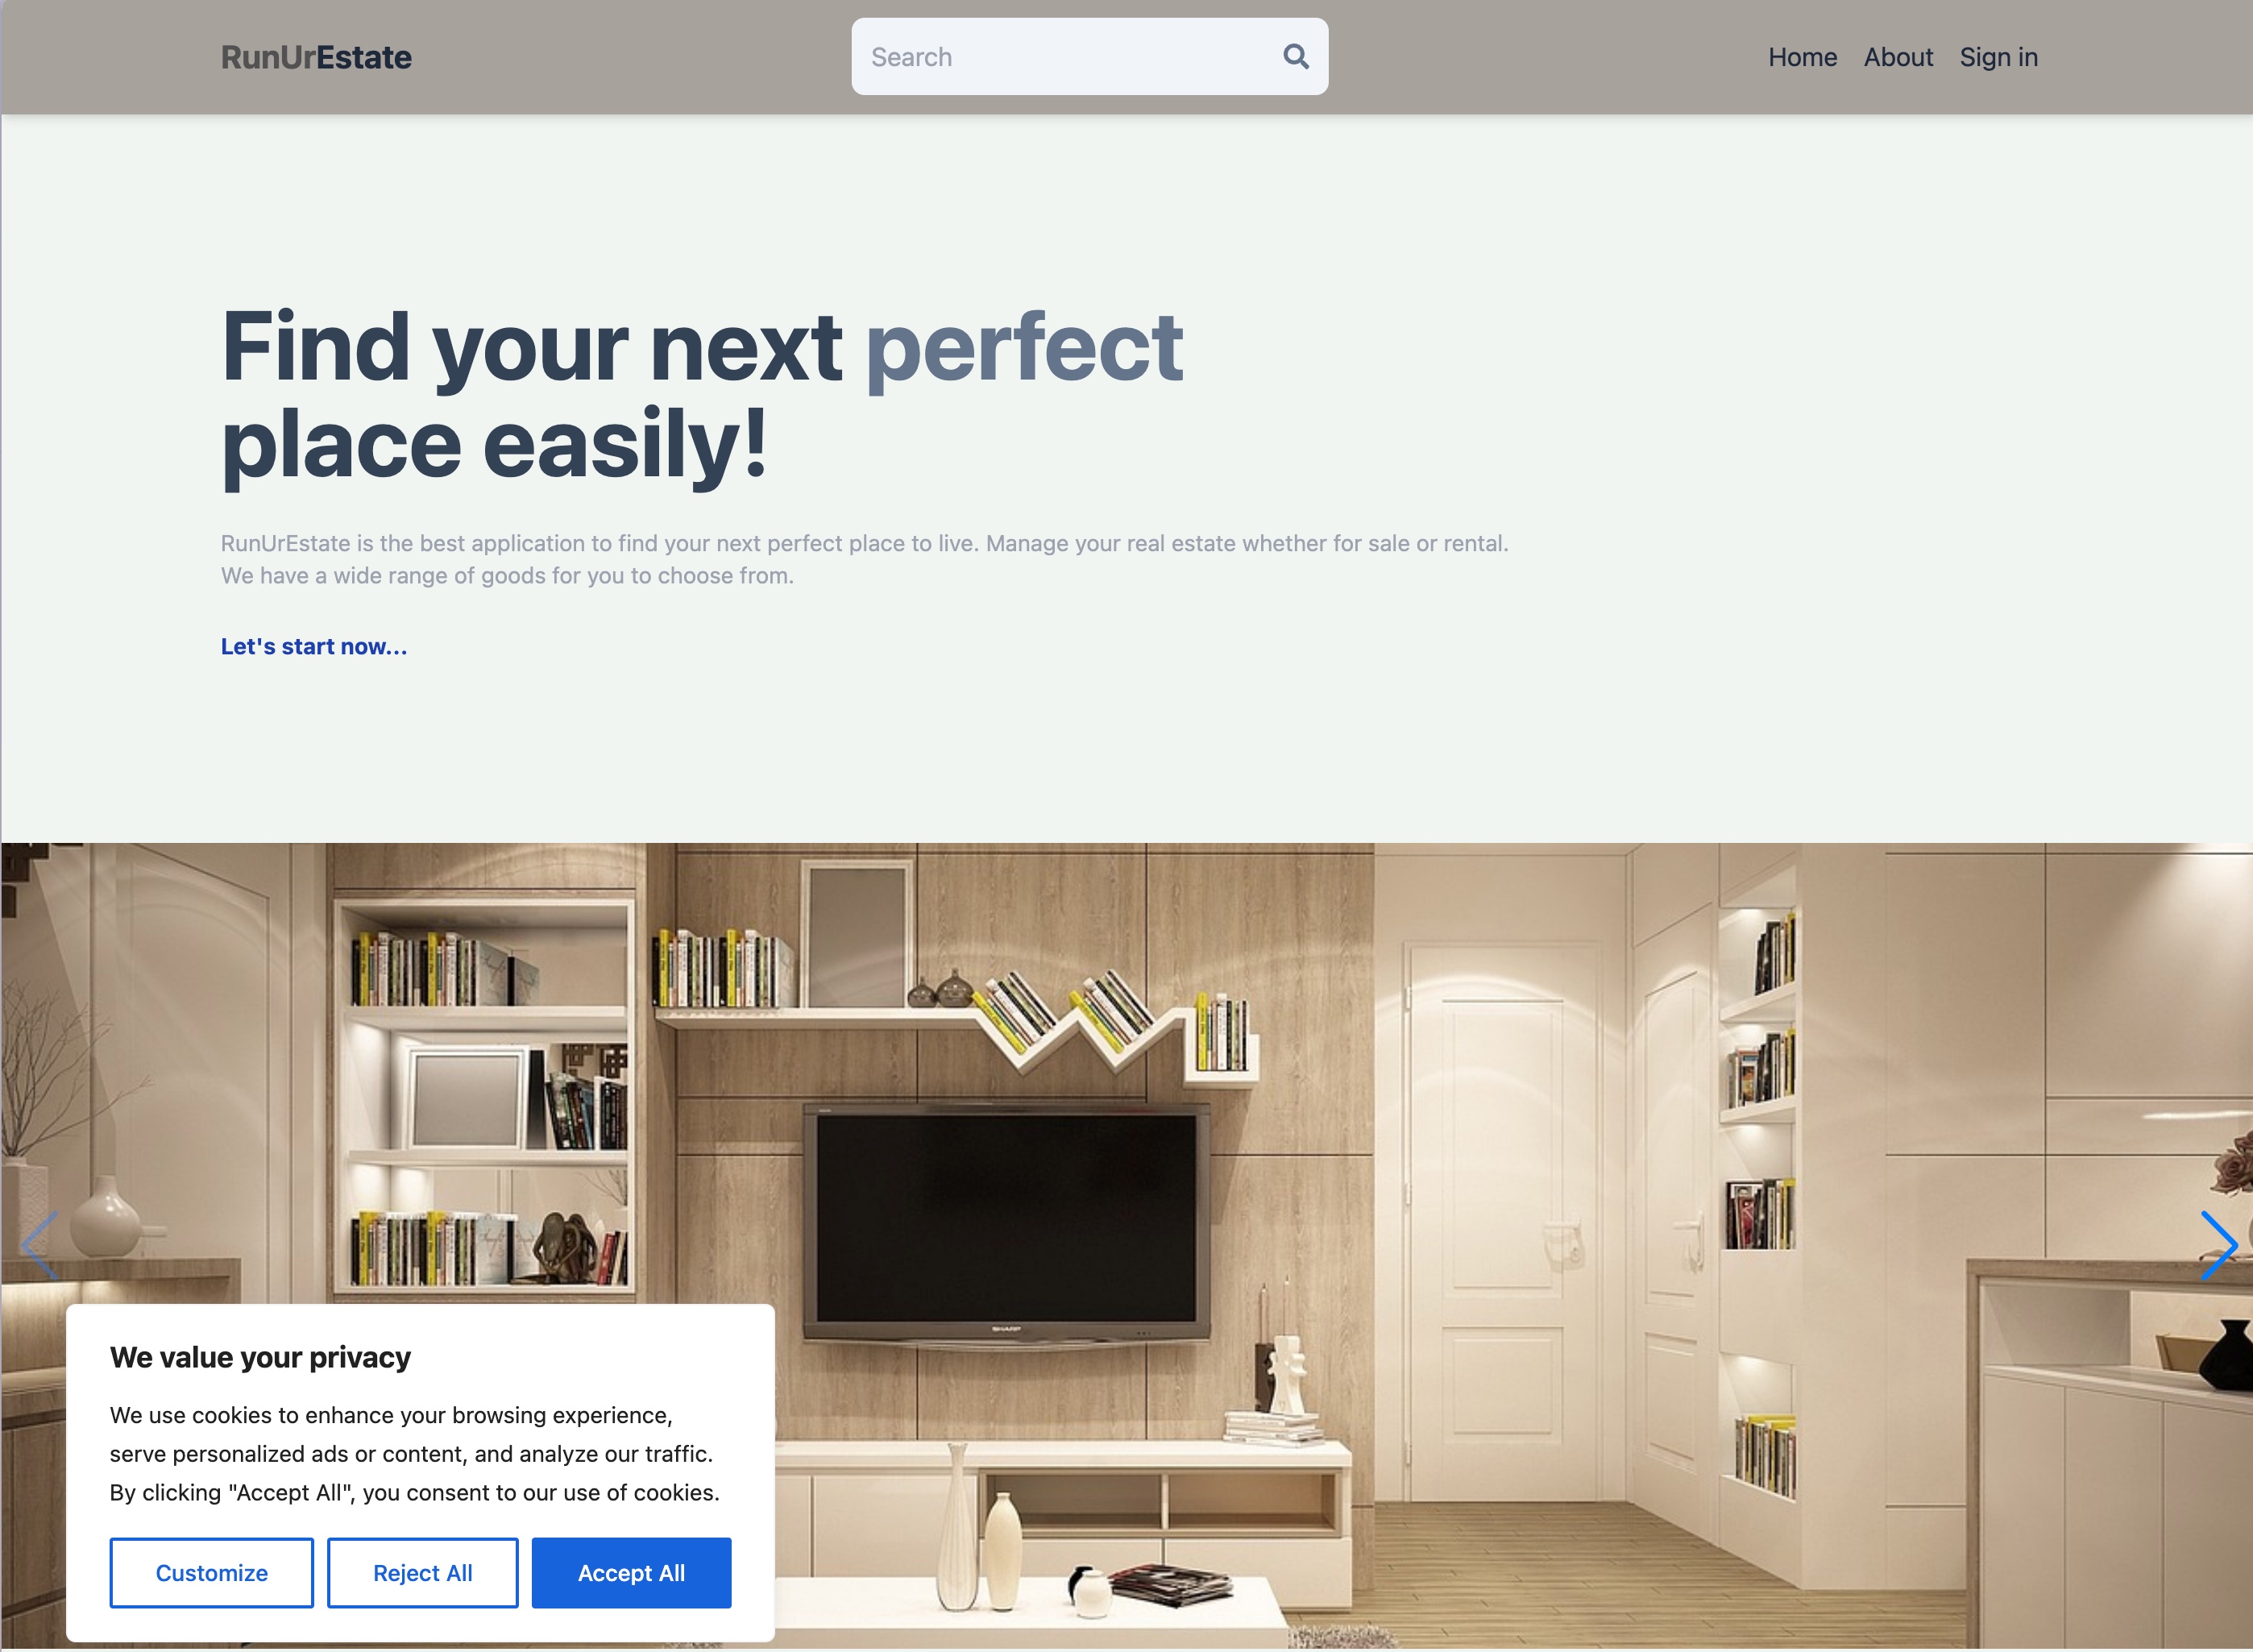 RunUrEstate
Search
Home About Sign in
Find your next perfect
place easily!
RunUrEstate is the best application to find your next perfect place to live. Manage your real estate whether for sale or rental.
We have a wide range of goods for you to choose from.
Let's start now...
SHARP
We value your privacy
We use cookies to enhance your browsing experience,
serve personalized ads or content, and analyze our traffic.
By clicking "Accept All", you consent to our use of cookies.
Customize Reject All Accept All